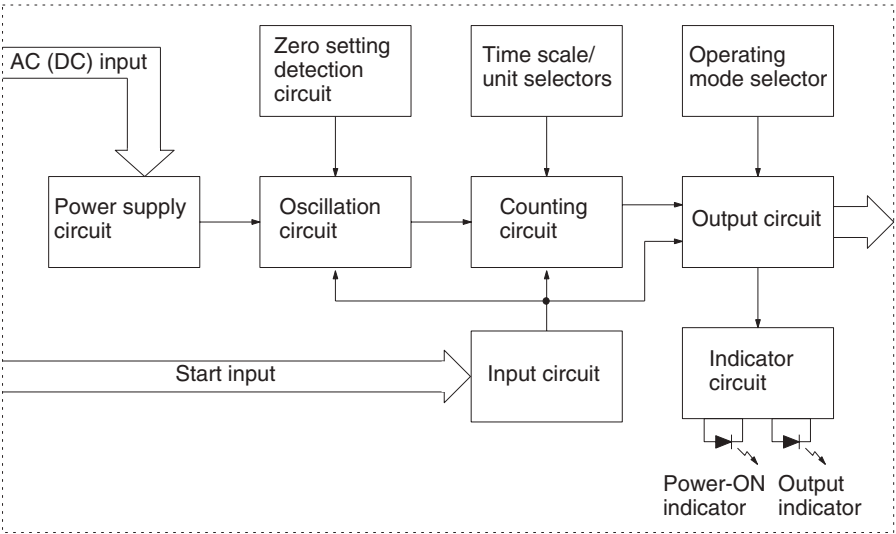 AC (DC) input
Zero setting
detection
circuit
Time scale/
unit selectors
Operating
mode selector
Power supply
circuit
Oscillation
circuit
Counting
circuit
Output circuit
Start input
Input circuit
Indicator
circuit
Power-ON
indicator
Output
indicator